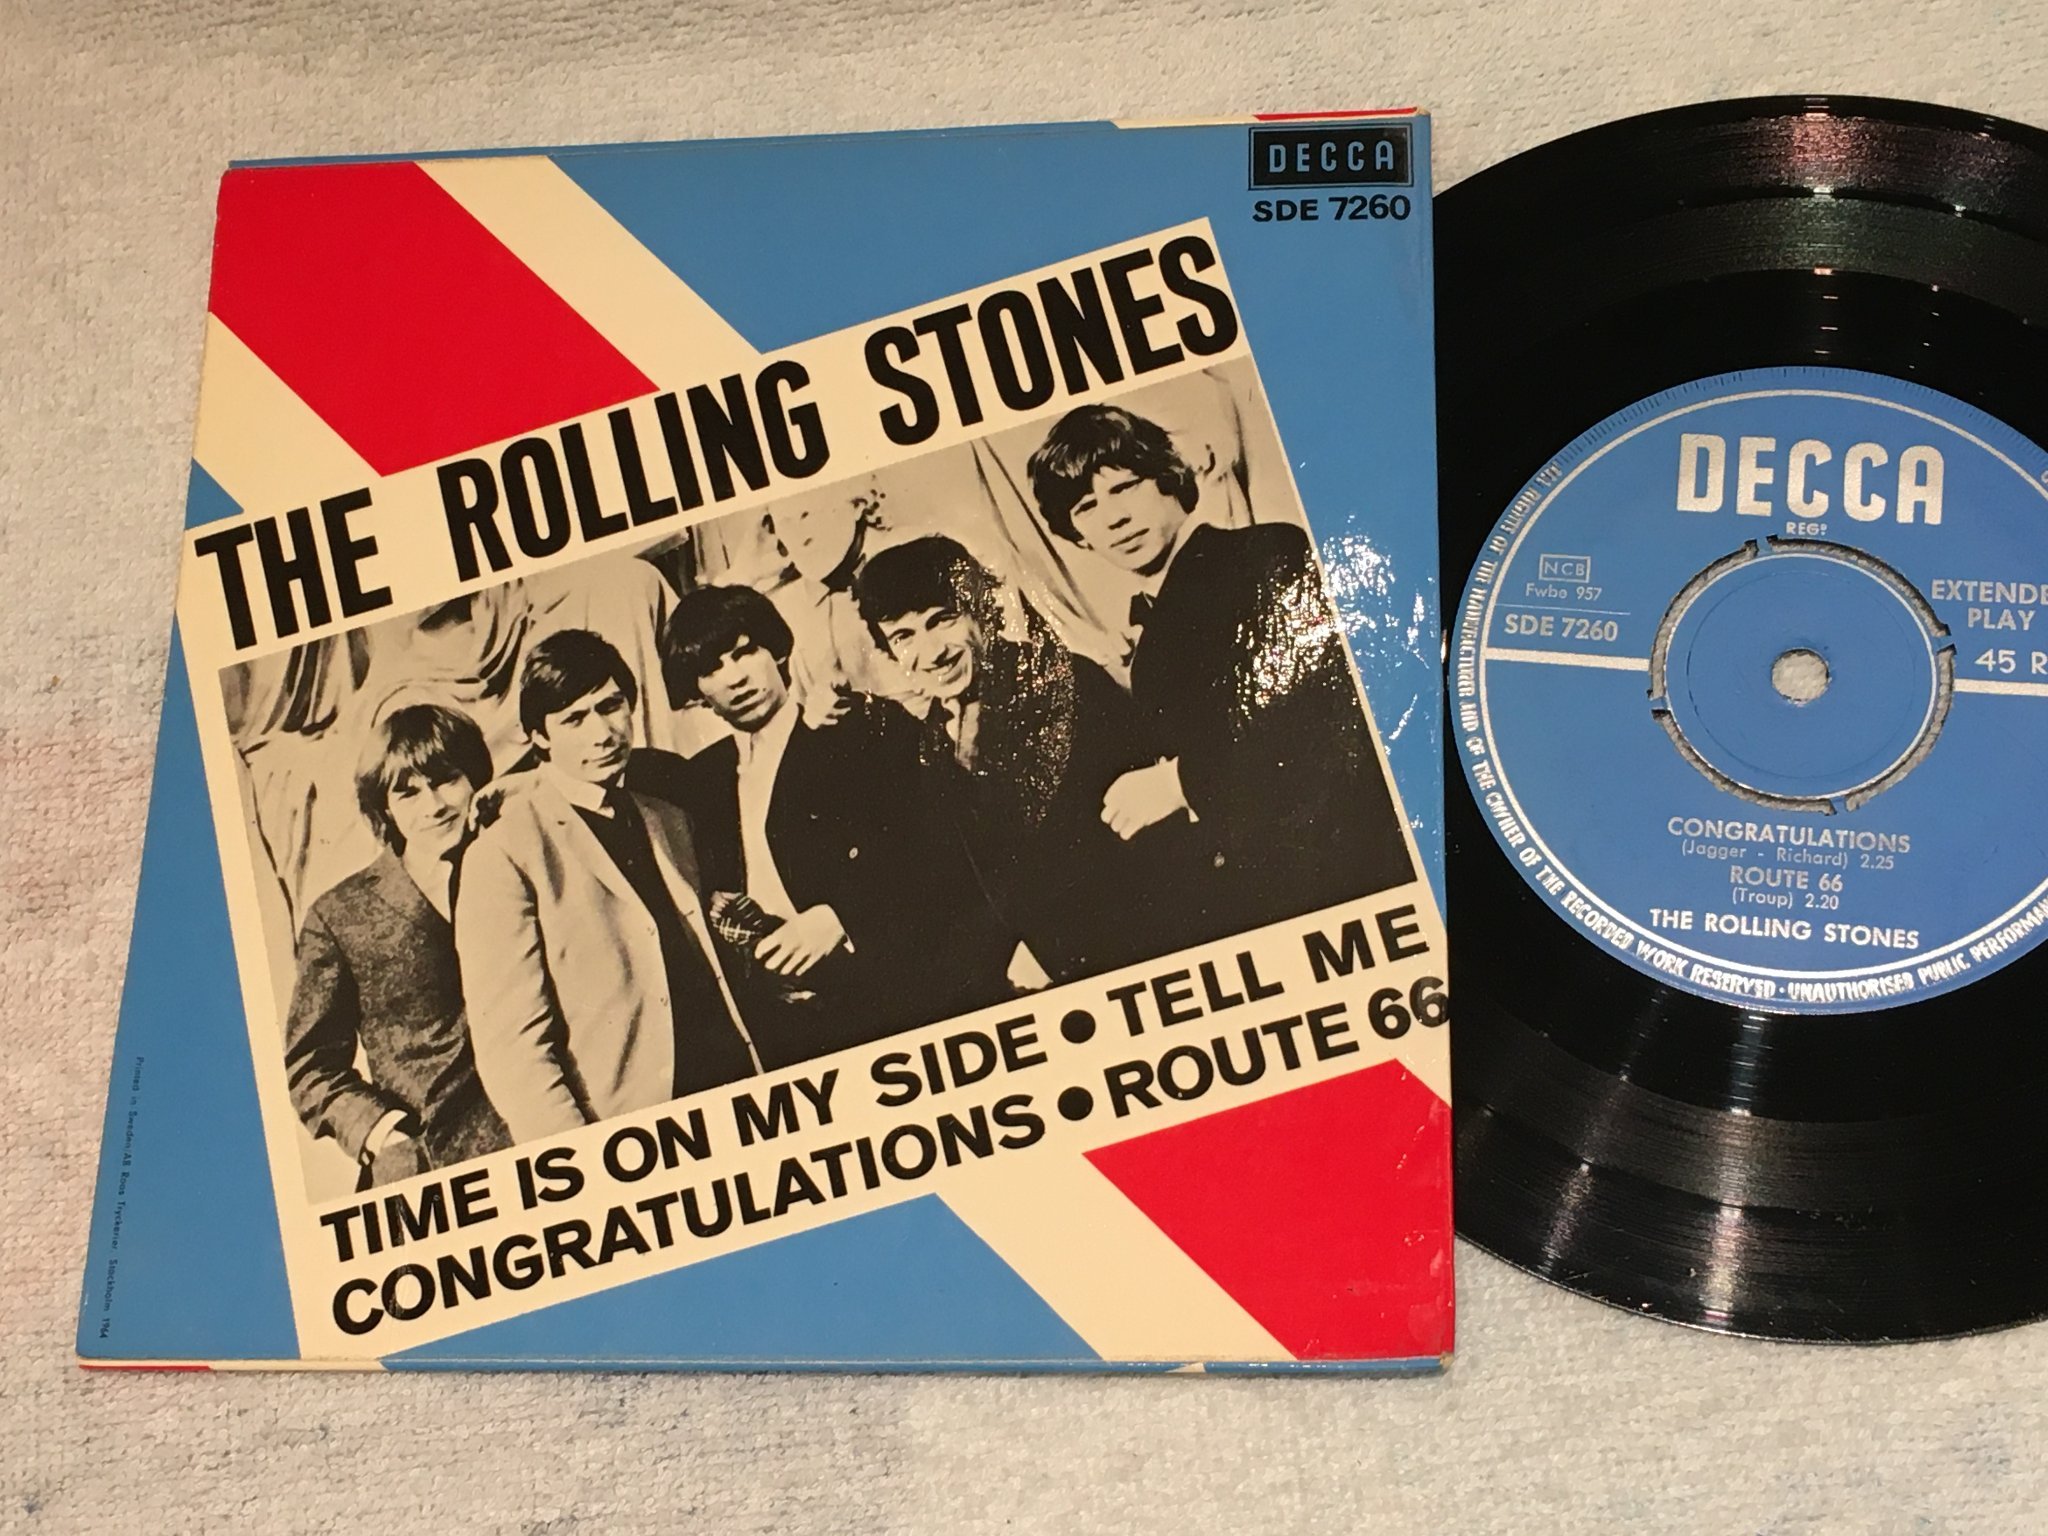 DECCA
SDE 7260
THE ROLLING STONES
TIME IS ON MY SIDE • TELL ME
CONGRATULATIONS • ROUTE 66
Printed in Sweden/AB Roos Tryckerier, Stockholm 1964
DECCA
REGD
NCB
Fwbe 957
SDE 7260
EXTENDE
PLAY
45 R
CONGRATULATIONS
(Jagger - Richard) 2.25
ROUTE 66
(Troup) 2.20
THE ROLLING STONES
ALL RIGHTS OF THE MANUFACTURER AND OF THE OWNER OF THE RECORDED WORK RESERVED · UNAUTHORISED PUBLIC PERFORMAN